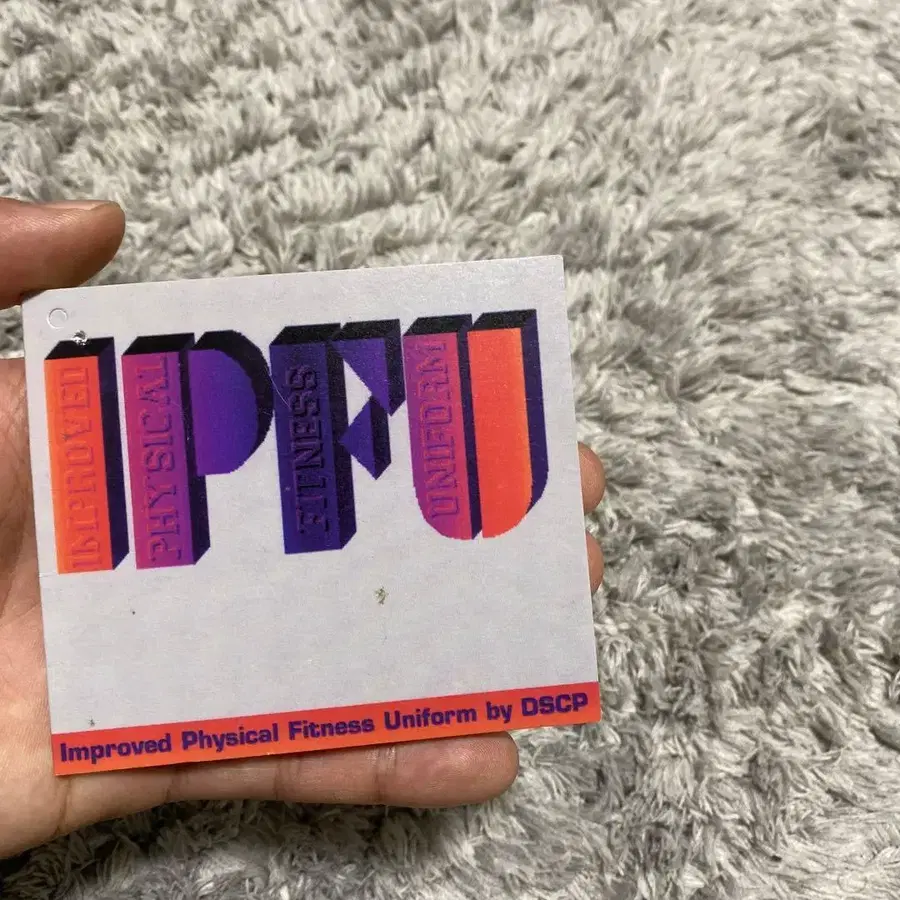 IPFU
IMPROVED
PHYSICAL
FITNESS
UNIFORM
Improved Physical Fitness Uniform by DSCP